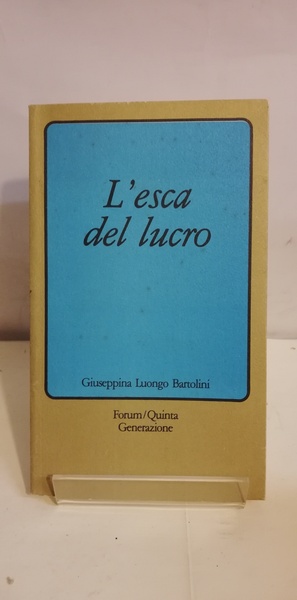 L'esca
del lucro
Giuseppina Luongo Bartolini
Forum/Quinta
Generazione